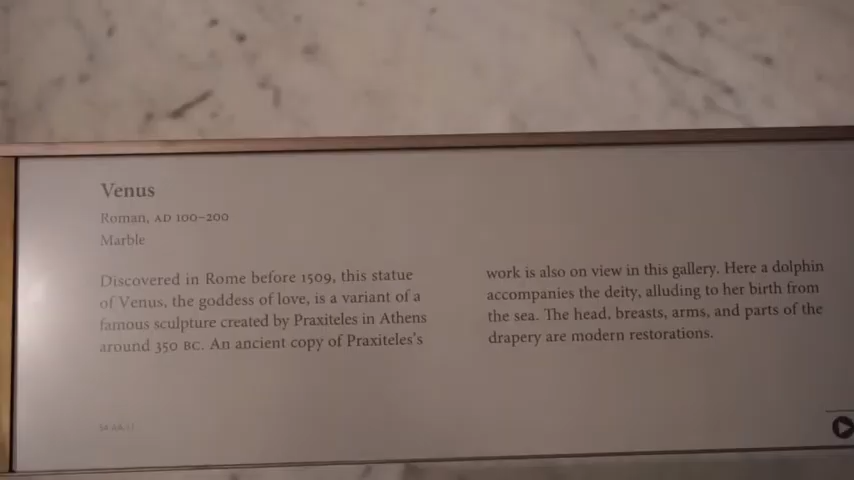 Venus
Roman, AD 100–200
Marble
Discovered in Rome before 1509, this statue
of Venus, the goddess of love, is a variant of a
famous sculpture created by Praxiteles in Athens
around 350 BC. An ancient copy of Praxiteles's
work is also on view in this gallery. Here a dolphin
accompanies the deity, alluding to her birth from
the sea. The head, breasts, arms, and parts of the
drapery are modern restorations.